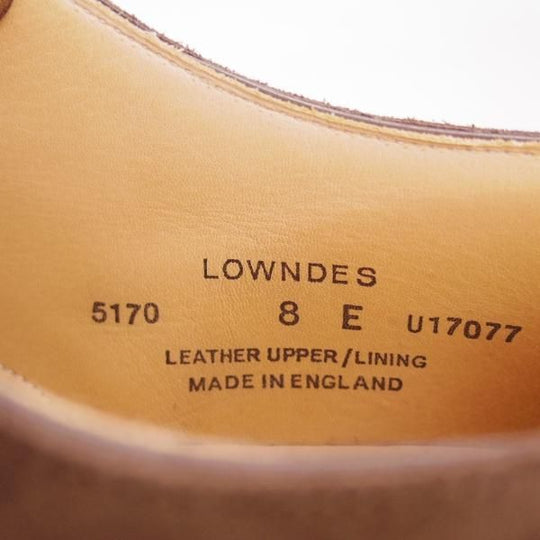 LOWNDES
5170 8 E U17077
LEATHER UPPER/LINING
MADE IN ENGLAND